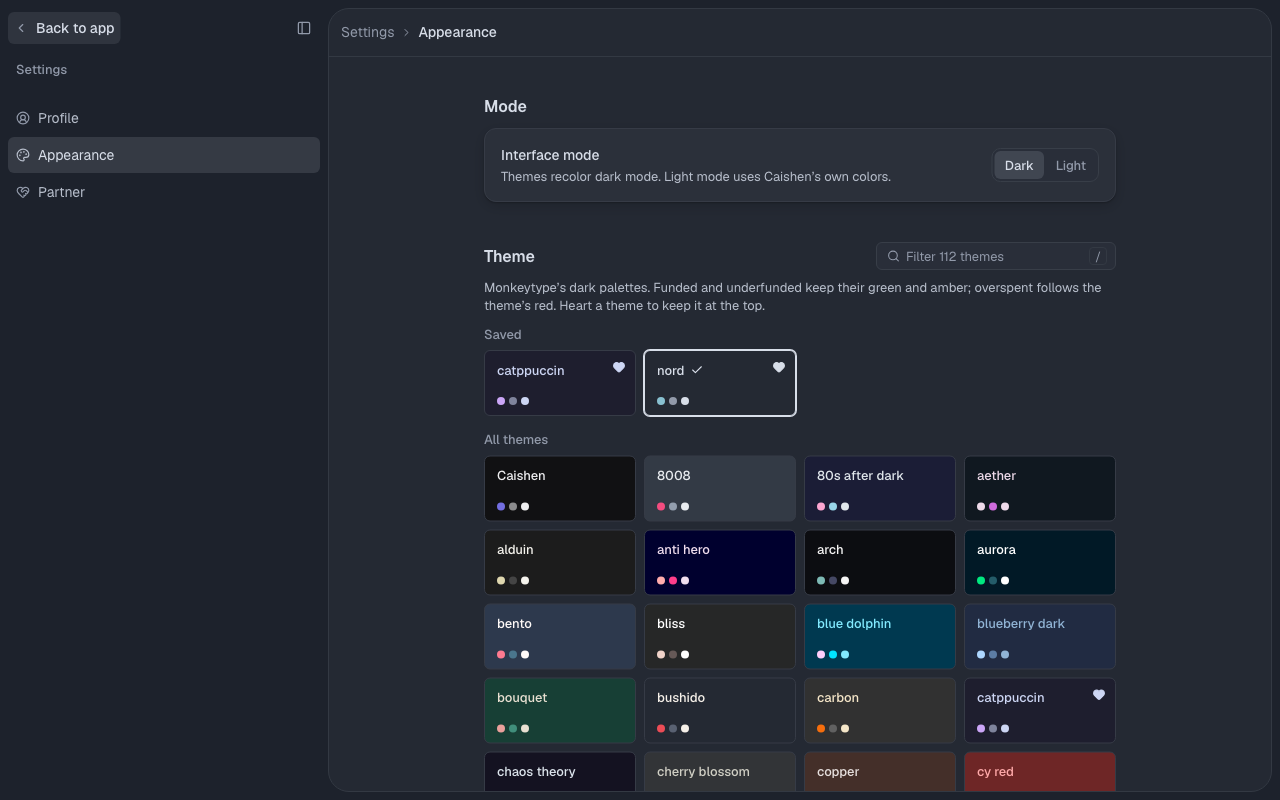 Back to app
Settings
Profile
Appearance
Partner
Settings > Appearance
Mode
Interface mode
Themes recolor dark mode. Light mode uses Caishen's own colors.
Dark Light
Theme
Filter 112 themes /
Monkeytype's dark palettes. Funded and underfunded keep their green and amber; overspent follows the
theme's red. Heart a theme to keep it at the top.
Saved
catppuccin nord
All themes
Caishen 8008 80s after dark aether
alduin anti hero arch aurora
bento bliss blue dolphin blueberry dark
bouquet bushido carbon catppuccin
chaos theory cherry blossom copper cy red